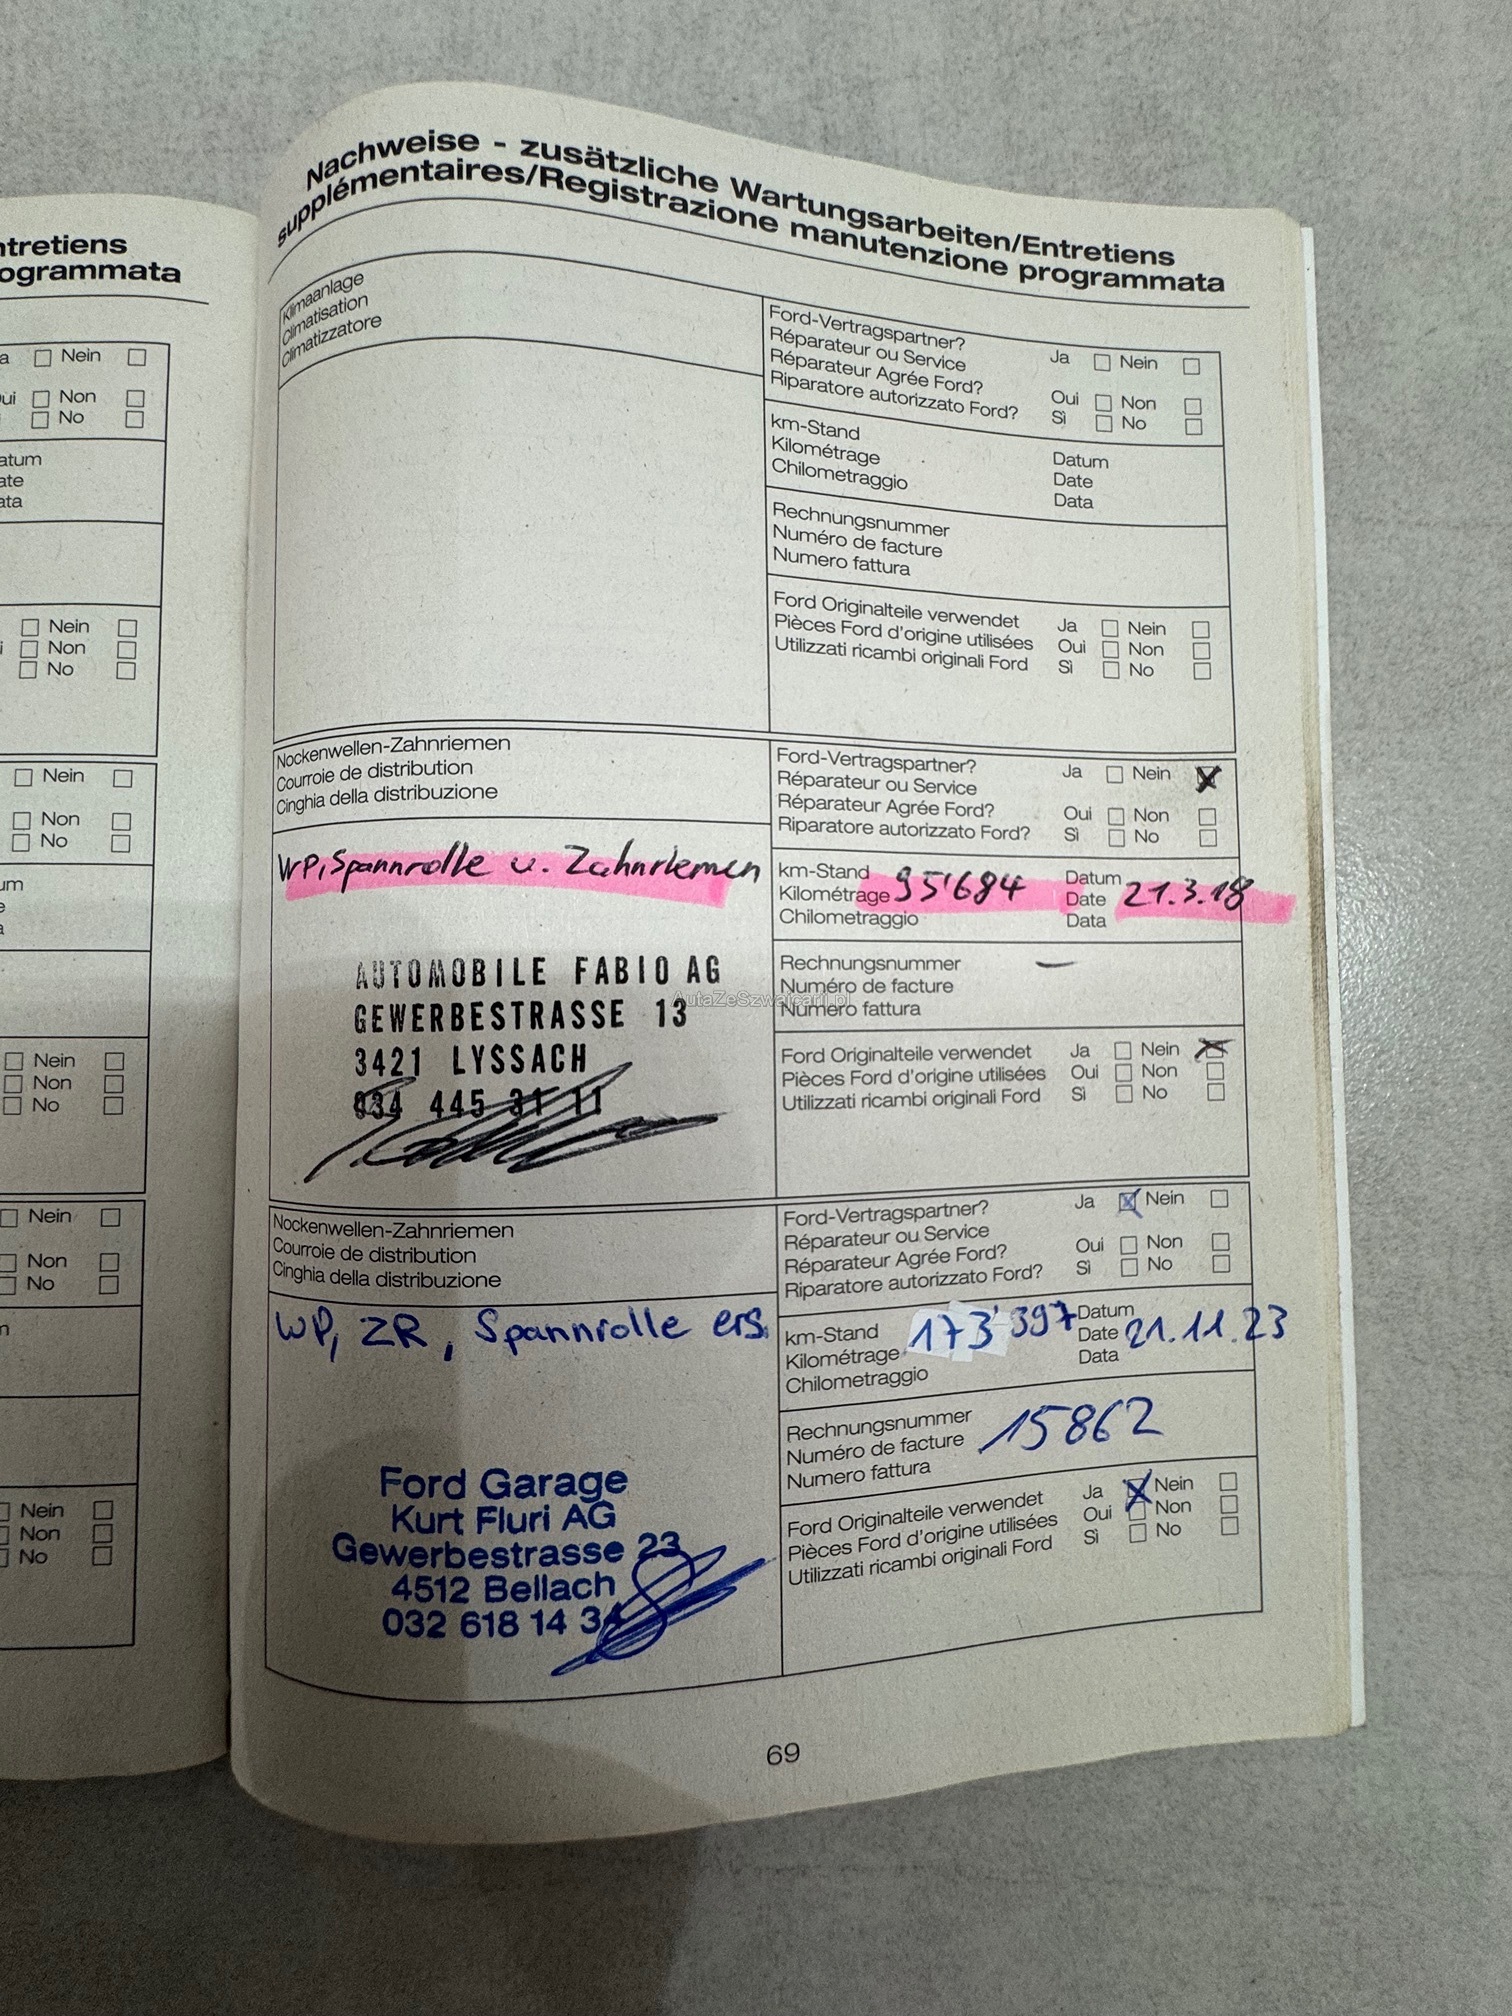 Nachweise - zusätzliche Wartungsarbeiten/Entretiens
supplémentaires/Registrazione manutenzione programmata
Klimaanlage
Climatisation
Climatizzatore
Ford-Vertragspartner?
Réparateur ou Service Ja Nein
Réparateur Agrée Ford? Oui Non
Riparatore autorizzato Ford? Sì No
km-Stand
Kilométrage
Chilometraggio
Datum
Date
Data
Rechnungsnummer
Numéro de facture
Numero fattura
Ford Originalteile verwendet Ja Nein
Pièces Ford d'origine utilisées Oui Non
Utilizzati ricambi originali Ford Sì No
Nockenwellen-Zahnriemen
Courroie de distribution
Cinghia della distribuzione
WP, Spannrolle u. Zahnriemen
AUTOMOBILE FABIO AG
GEWERBESTRASSE 13
3421 LYSSACH
034 445 31 11
Ford-Vertragspartner? Ja Nein
Réparateur ou Service
Réparateur Agrée Ford? Oui Non
Riparatore autorizzato Ford? Sì No
km-Stand
Kilométrage 95'684
Chilometraggio
Datum
Date 21.3.18
Data
Rechnungsnummer –
Numéro de facture
Numero fattura
AutaZeSzwajcarii.pl
Ford Originalteile verwendet Ja Nein
Pièces Ford d'origine utilisées Oui Non
Utilizzati ricambi originali Ford Sì No
Nockenwellen-Zahnriemen
Courroie de distribution
Cinghia della distribuzione
WP, ZR, Spannrolle ers.
Ford Garage
Kurt Fluri AG
Gewerbestrasse 23
4512 Bellach
032 618 14 34
Ford-Vertragspartner? Ja Nein
Réparateur ou Service
Réparateur Agrée Ford? Oui Non
Riparatore autorizzato Ford? Sì No
km-Stand 173'397
Kilométrage
Chilometraggio
Datum
Date 21.11.23
Data
Rechnungsnummer 15862
Numéro de facture
Numero fattura
Ford Originalteile verwendet Ja Nein
Pièces Ford d'origine utilisées Oui Non
Utilizzati ricambi originali Ford Sì No
69